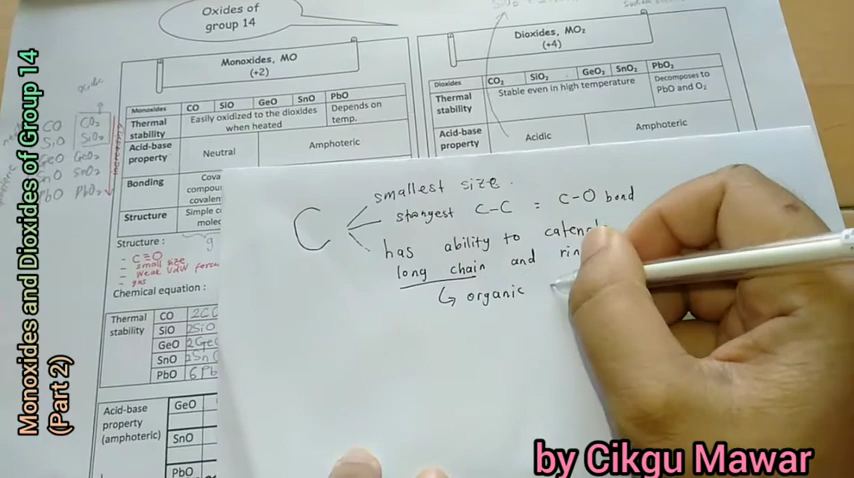 Oxides of
group 14
Monoxides, MO
(+2)
Monoxides CO SiO GeO SnO PbO
Thermal stability Easily oxidized to the dioxides when heated Depends on temp.
Acid-base property Neutral Amphoteric
Bonding
Structure
Dioxides, MO₂
(+4)
Dioxides CO₂ SiO₂ GeO₂ SnO₂ PbO₂
Thermal stability Stable even in high temperature Decomposes to PbO and O₂
Acid-base property Acidic Amphoteric
CO CO₂
SiO SiO₂
GeO GeO₂
SnO SnO₂
PbO PbO₂
Structure :
- C≡O
- small size
- weak VdW
- gas
Chemical equation :
Thermal stability CO
SiO
GeO
SnO
PbO
Acid-base property (amphoteric) GeO
SnO
PbO
C
smallest size
strongest C-C = C-O bond
has ability to
long chain and
↳ organic
Monoxides and Dioxides of Group 14
(Part 2)
by Cikgu Mawar